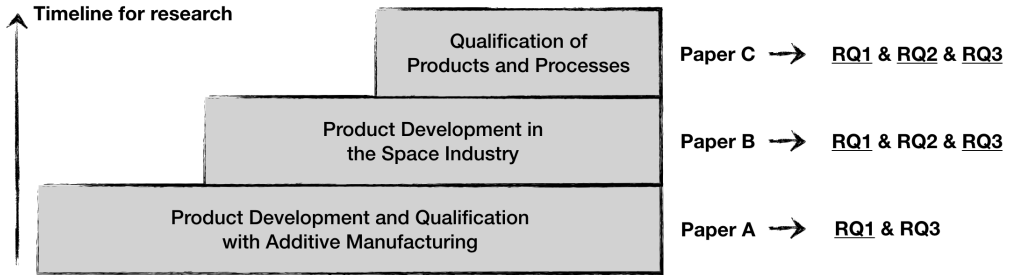 Timeline for research
Qualification of
Products and Processes
Paper C → RQ1 & RQ2 & RQ3
Product Development in
the Space Industry
Paper B → RQ1 & RQ2 & RQ3
Product Development and Qualification
with Additive Manufacturing
Paper A → RQ1 & RQ3